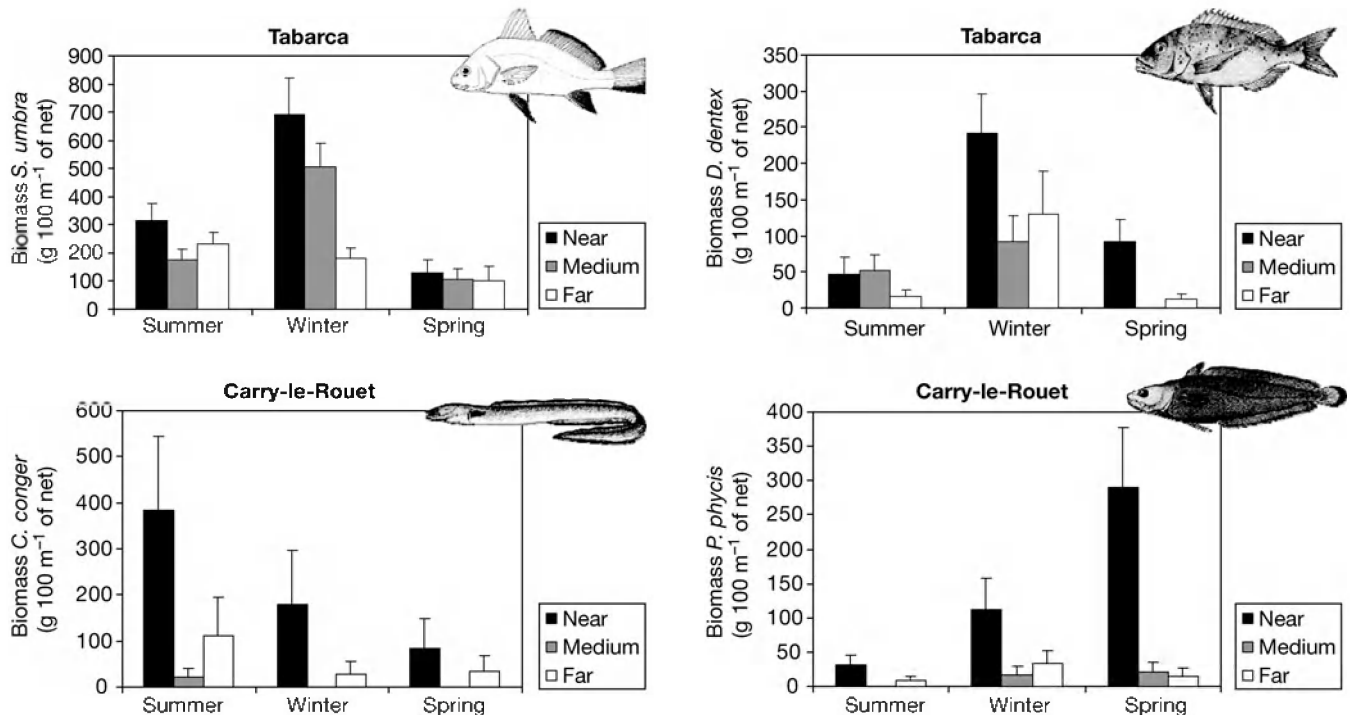 Tabarca
900
800
700
600
500
400
300
200
100
0
Biomass S. umbra
(g 100 m⁻¹ of net)
Summer Winter Spring
Near
Medium
Far
Tabarca
350
300
250
200
150
100
50
0
Biomass D. dentex
(g 100 m⁻¹ of net)
Summer Winter Spring
Near
Medium
Far
Carry-le-Rouet
600
500
400
300
200
100
0
Biomass C. conger
(g 100 m⁻¹ of net)
Summer Winter Spring
Near
Medium
Far
Carry-le-Rouet
400
350
300
250
200
150
100
50
0
Biomass P. phycis
(g 100 m⁻¹ of net)
Summer Winter Spring
Near
Medium
Far